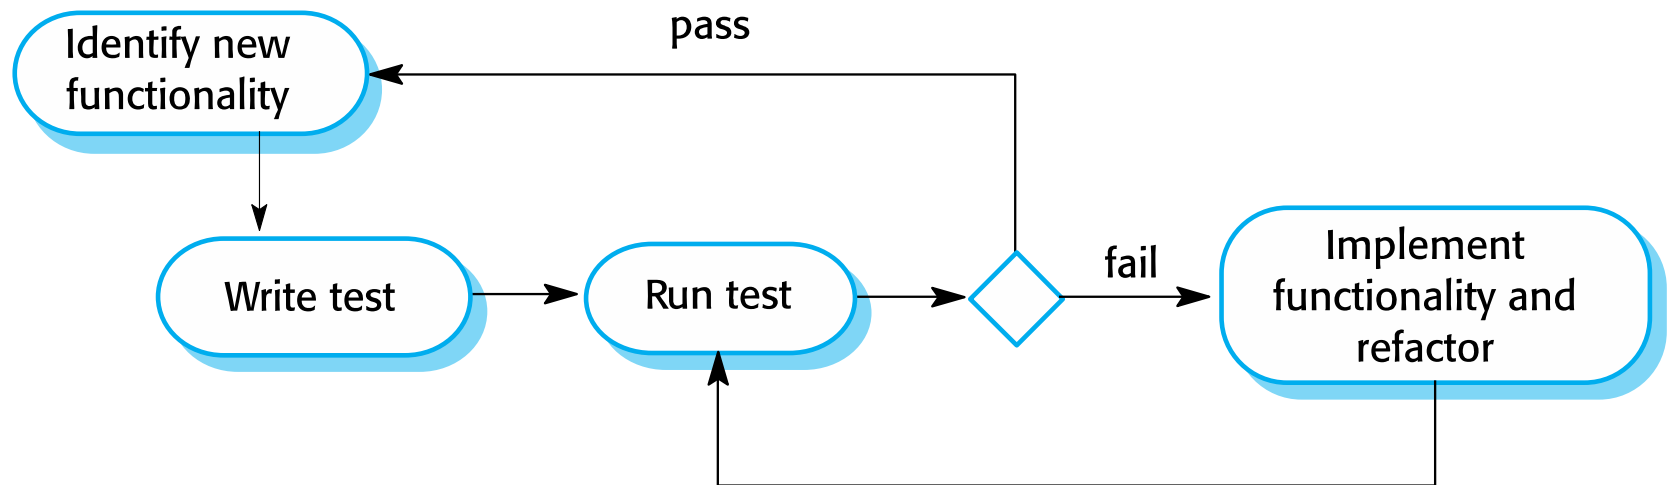 Identify new
functionality
pass
Write test
Run test
fail
Implement
functionality and
refactor